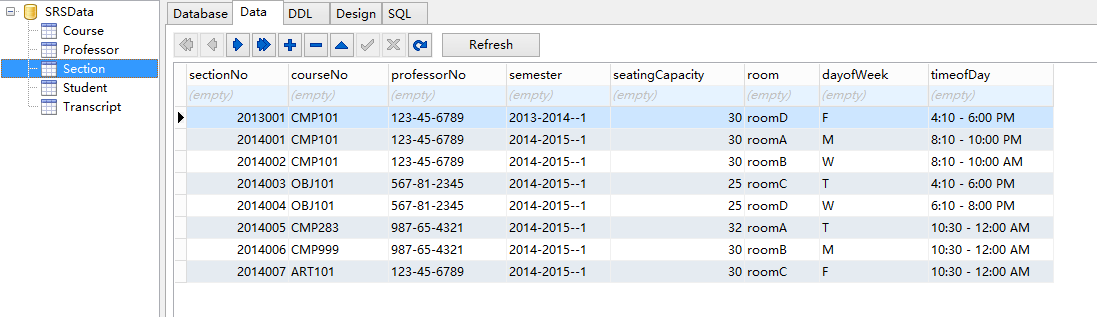 SRSData
Course
Professor
Section
Student
Transcript
Database Data DDL Design SQL
Refresh
sectionNo courseNo professorNo semester seatingCapacity room dayofWeek timeofDay
(empty) (empty) (empty) (empty) (empty) (empty) (empty) (empty)
2013001 CMP101 123-45-6789 2013-2014--1 30 roomD F 4:10 - 6:00 PM
2014001 CMP101 123-45-6789 2014-2015--1 30 roomA M 8:10 - 10:00 PM
2014002 CMP101 123-45-6789 2014-2015--1 30 roomB W 8:10 - 10:00 AM
2014003 OBJ101 567-81-2345 2014-2015--1 25 roomC T 4:10 - 6:00 PM
2014004 OBJ101 567-81-2345 2014-2015--1 25 roomD W 6:10 - 8:00 PM
2014005 CMP283 987-65-4321 2014-2015--1 32 roomA T 10:30 - 12:00 AM
2014006 CMP999 987-65-4321 2014-2015--1 30 roomB M 10:30 - 12:00 AM
2014007 ART101 123-45-6789 2014-2015--1 30 roomC F 10:30 - 12:00 AM